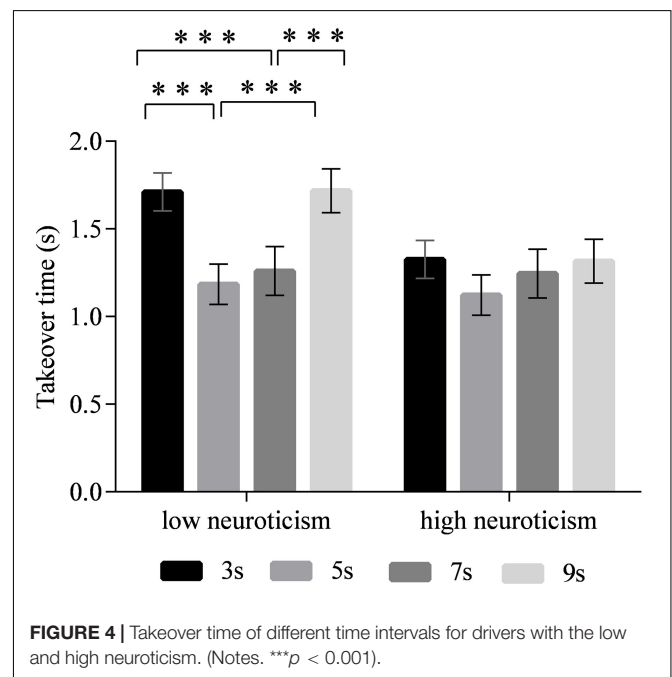 * * * * * *
* * * * * *
2.0
1.5
1.0
0.5
0.0
Takeover time (s)
low neuroticism high neuroticism
3s 5s 7s 9s
FIGURE 4 | Takeover time of different time intervals for drivers with the low
and high neuroticism. (Notes. ***p < 0.001).